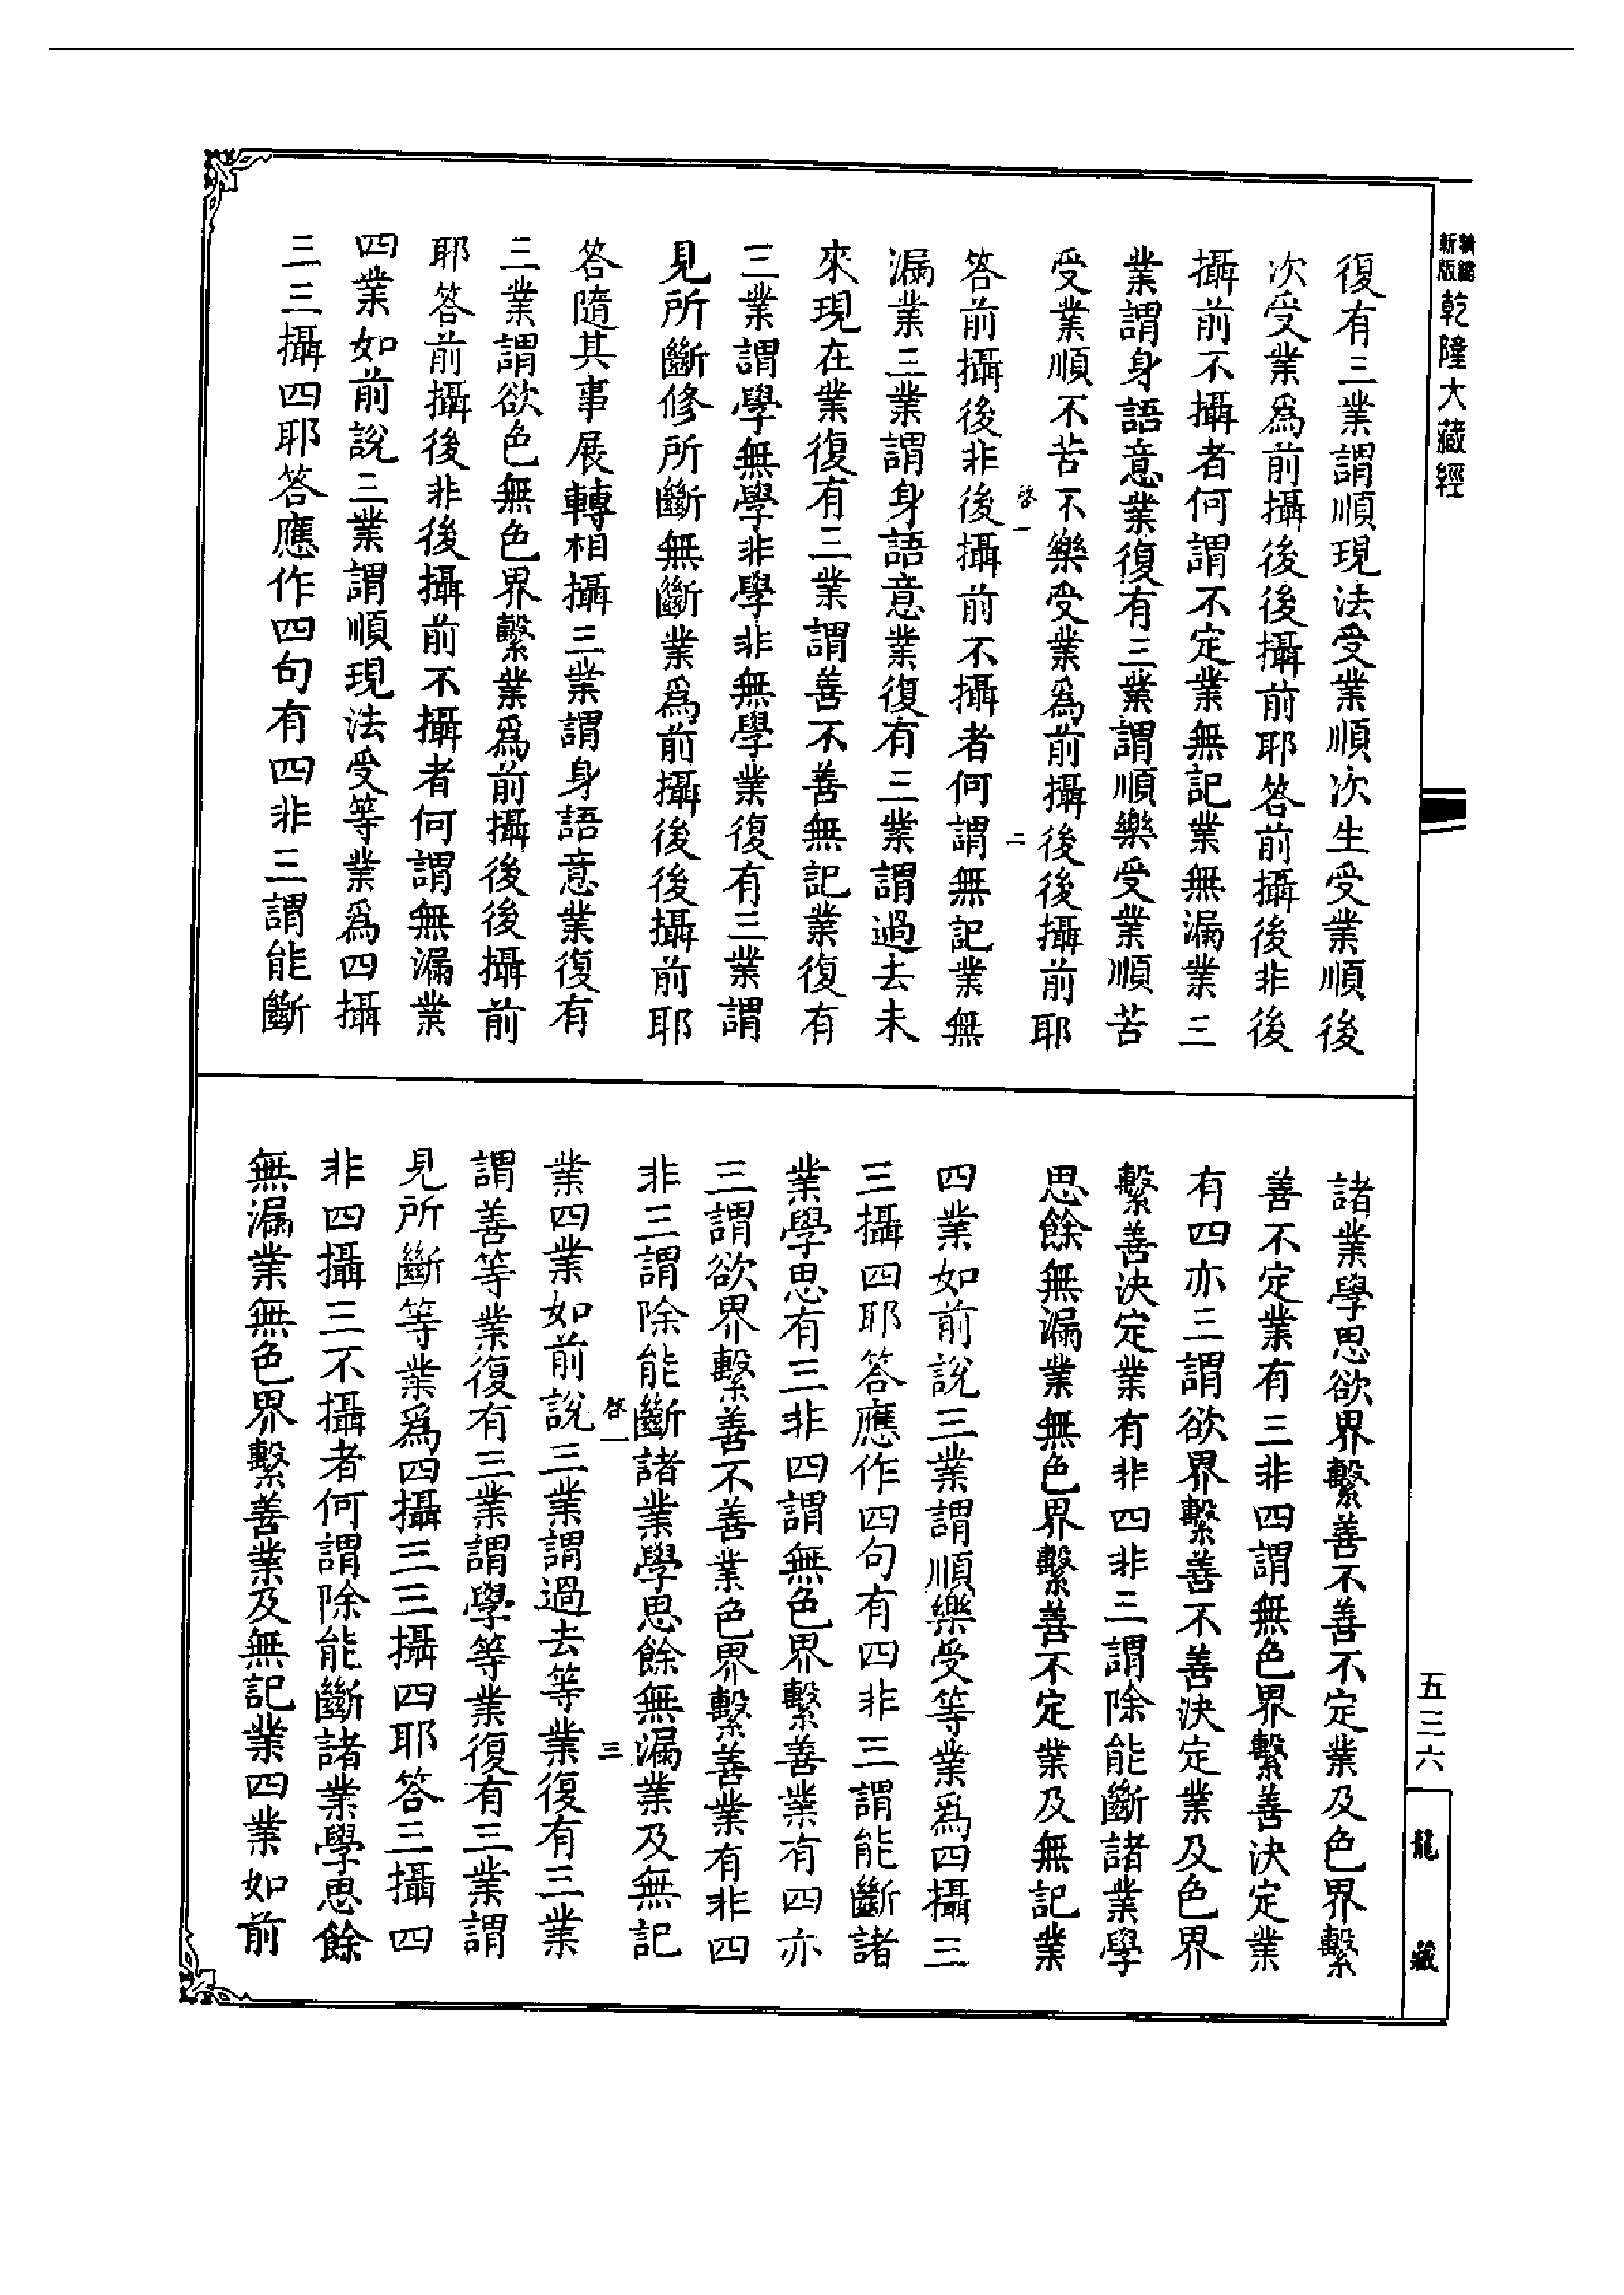 精繡新版乾隆大藏經
復有三業謂順現法受業順次生受業順後
次受業爲前攝後後攝前耶答前攝後非後
攝前不攝者何謂不定業無記業無漏業三
業謂身語意業復有三業謂順樂受業順苦
受業順不苦不樂受業爲前攝後後攝前耶
啓一 二
答前攝後非後攝前不攝者何謂無記業無
漏業三業謂身語意業復有三業謂過去未
來現在業復有三業謂善不善無記業復有
三業謂學無學非學非無學業復有三業謂
見所斷修所斷無斷業爲前攝後後攝前耶
答隨其事展轉相攝三業謂身語意業復有
三業謂欲色無色界繫業爲前攝後後攝前
耶答前攝後非後攝前不攝者何謂無漏業
四業如前說三業謂順現法受等業爲四攝
三三攝四耶答應作四句有四非三謂能斷
諸業學思欲界繫善不善不定業及色界繫
善不定業有三非四謂無色界繫善決定業
有四亦三謂欲界繫善不善決定業及色界
繫善決定業有非四非三謂除能斷諸業學
思餘無漏業無色界繫善不定業及無記業
四業如前說三業謂順樂受等業爲四攝三
三攝四耶答應作四句有四非三謂能斷諸
業學思有三非四謂無色界繫善業有四亦
三謂欲界繫善不善業色界繫善業有非四
非三謂除能斷諸業學思餘無漏業及無記
啓一 三
業四業如前說三業謂過去等業復有三業
謂善等業復有三業謂學等業復有三業謂
見所斷等業爲四攝三三攝四耶答三攝四
非四攝三不攝者何謂除能斷諸業學思餘
無漏業無色界繫善業及無記業四業如前
五三六
龍藏